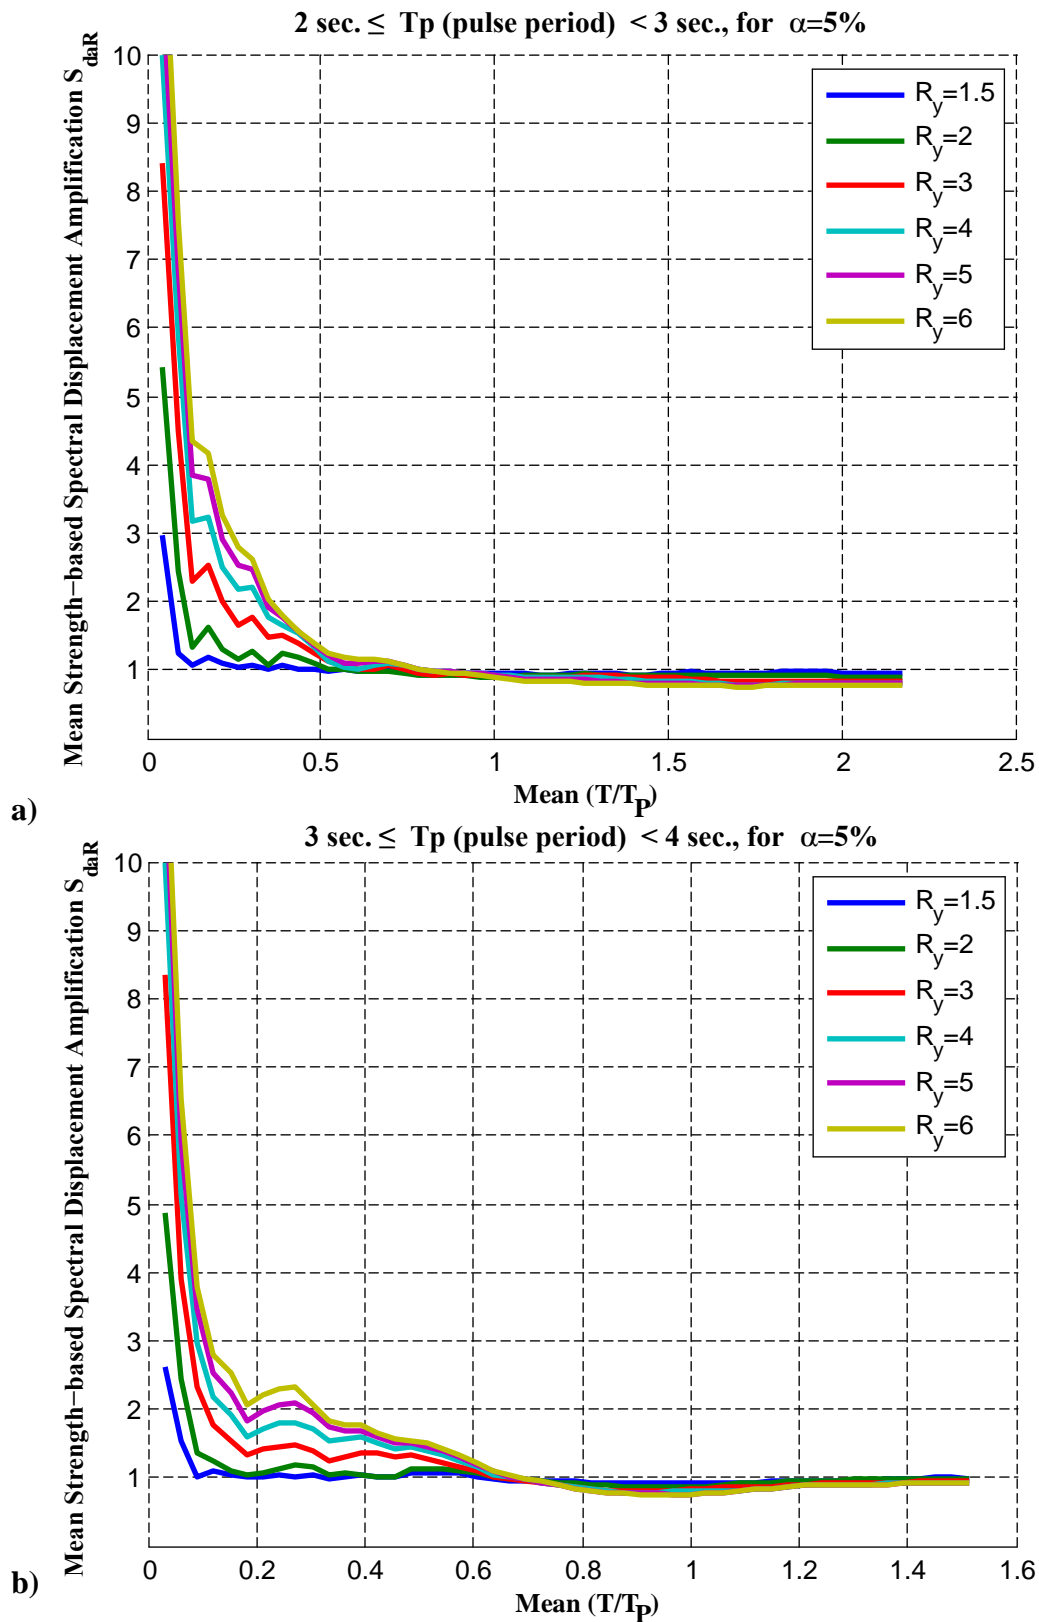 2 sec. ≤ Tp (pulse period) < 3 sec., for α=5%
Mean Strength−based Spectral Displacement Amplification S_daR
10
9
8
7
6
5
4
3
2
1
R_y=1.5
R_y=2
R_y=3
R_y=4
R_y=5
R_y=6
0 0.5 1 1.5 2 2.5
Mean (T/T_P)
a)
3 sec. ≤ Tp (pulse period) < 4 sec., for α=5%
Mean Strength−based Spectral Displacement Amplification S_daR
10
9
8
7
6
5
4
3
2
1
R_y=1.5
R_y=2
R_y=3
R_y=4
R_y=5
R_y=6
0 0.2 0.4 0.6 0.8 1 1.2 1.4 1.6
Mean (T/T_P)
b)